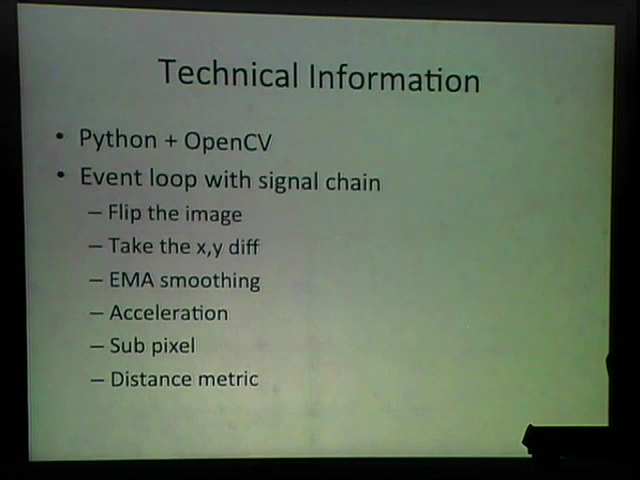 Technical Information
• Python + OpenCV
• Event loop with signal chain
– Flip the image
– Take the x,y diff
– EMA smoothing
– Acceleration
– Sub pixel
– Distance metric